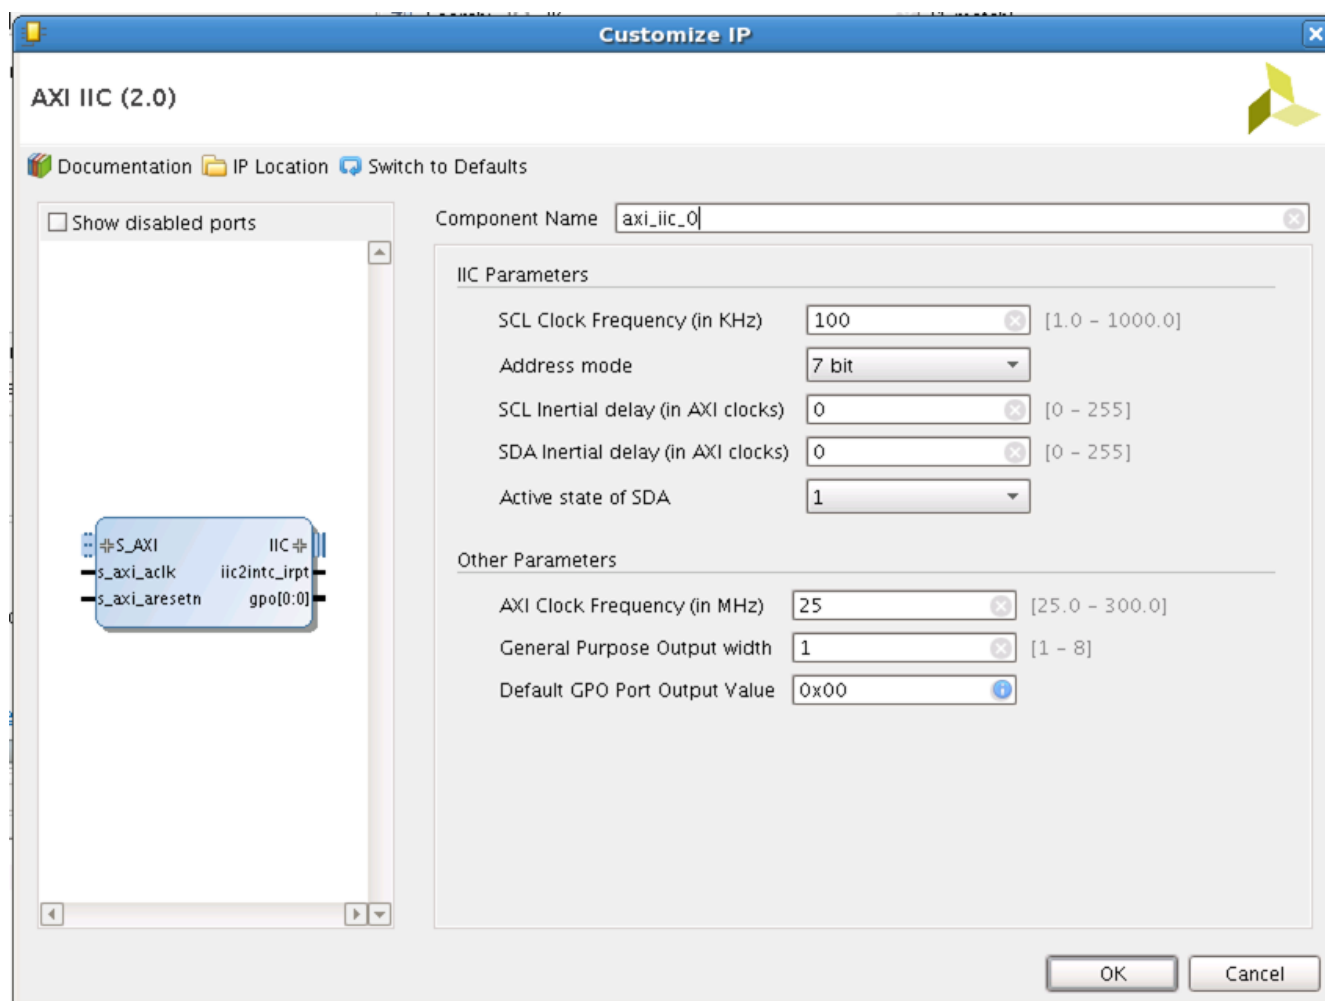 Customize IP
AXI IIC (2.0)
Documentation IP Location Switch to Defaults
Show disabled ports
Component Name axi_iic_0
IIC Parameters
SCL Clock Frequency (in KHz) 100 [1.0 - 1000.0]
Address mode 7 bit
SCL Inertial delay (in AXI clocks) 0 [0 - 255]
SDA Inertial delay (in AXI clocks) 0 [0 - 255]
Active state of SDA 1
S_AXI IIC
s_axi_aclk iic2intc_irpt
s_axi_aresetn gpo[0:0]
Other Parameters
AXI Clock Frequency (in MHz) 25 [25.0 - 300.0]
General Purpose Output width 1 [1 - 8]
Default GPO Port Output Value 0x00
OK Cancel